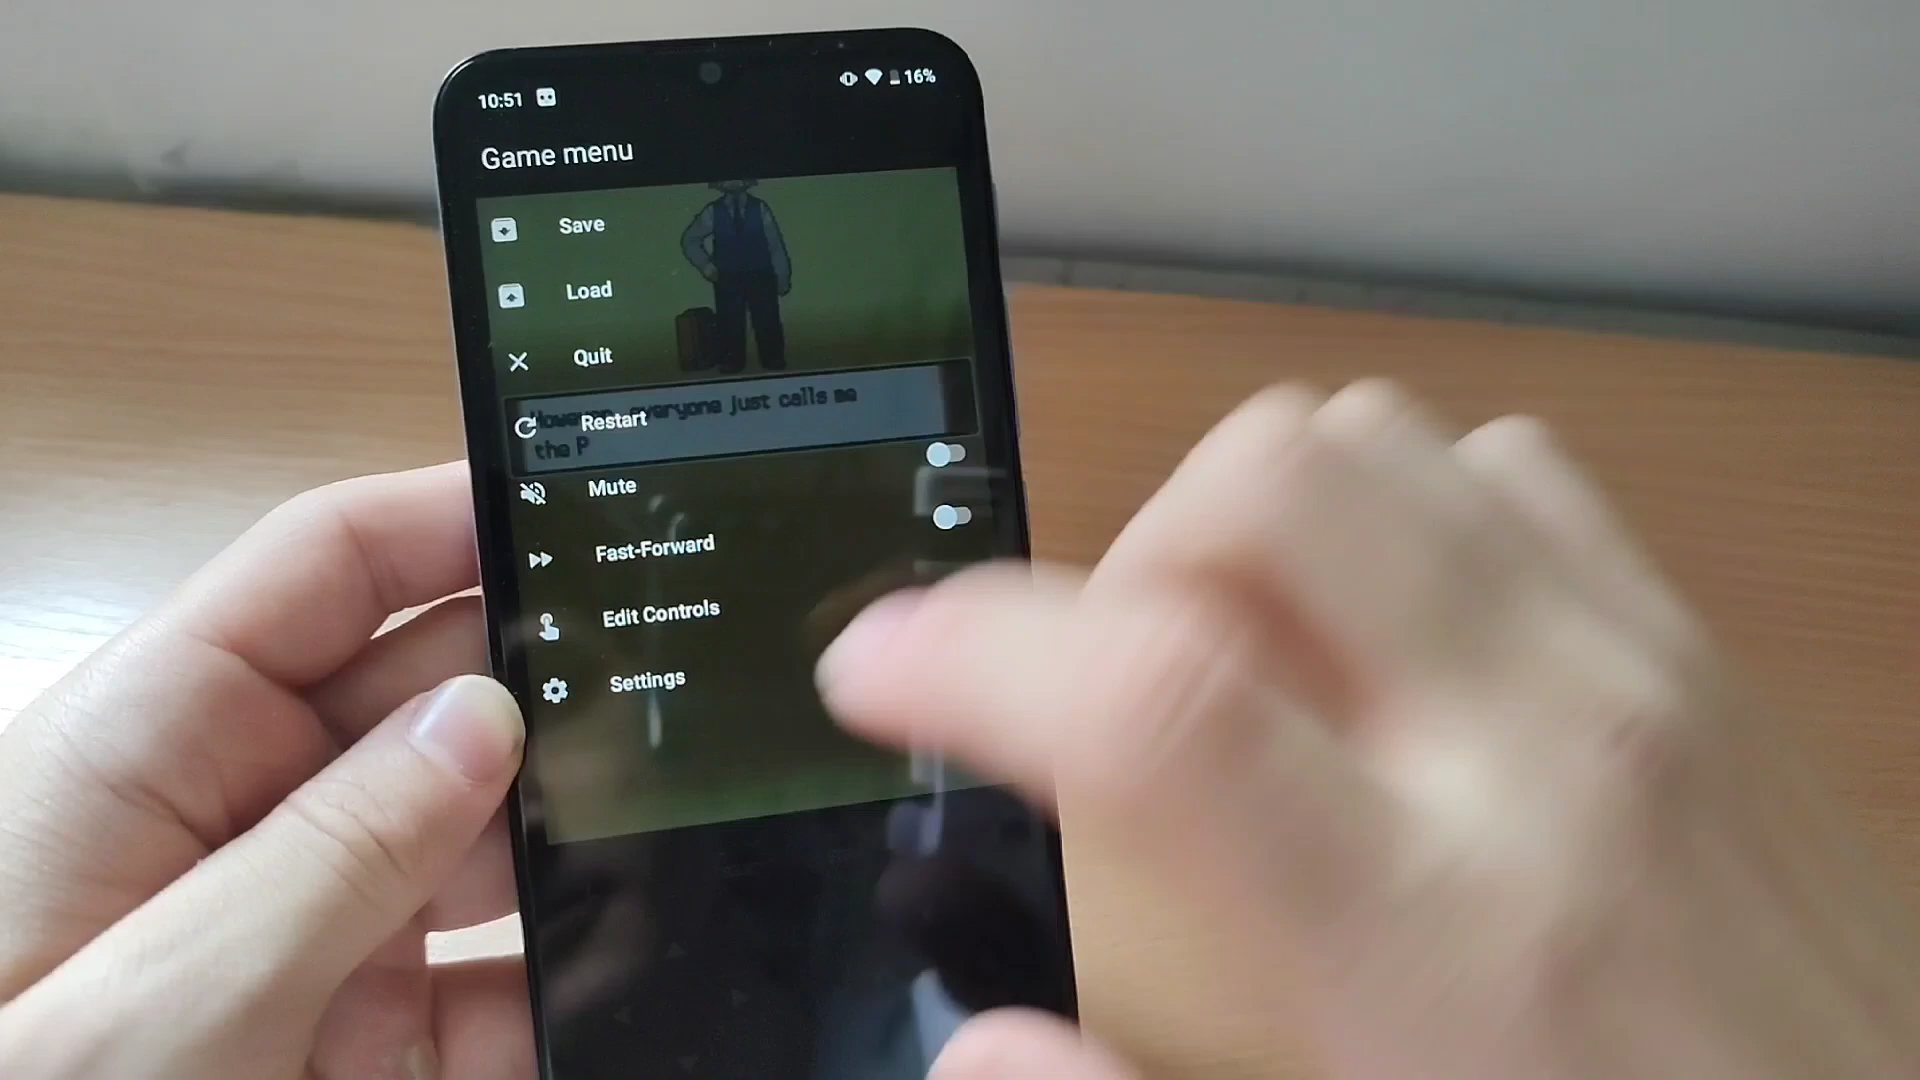 10:51 16%
Game menu
Save
Load
Quit
However, everyone just calls me
Restart
the P
Mute
Fast-Forward
Edit Controls
Settings